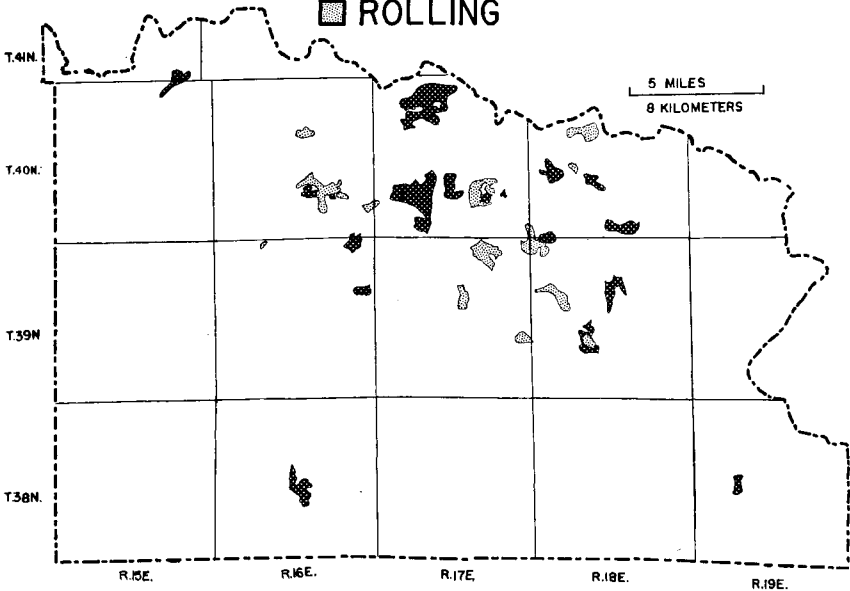 ROLLING
T.41N.
5 MILES
8 KILOMETERS
T.40N.
T.39N
T.38N.
R.15E.
R.16E.
R.17E,
R.18E.
R.19E.